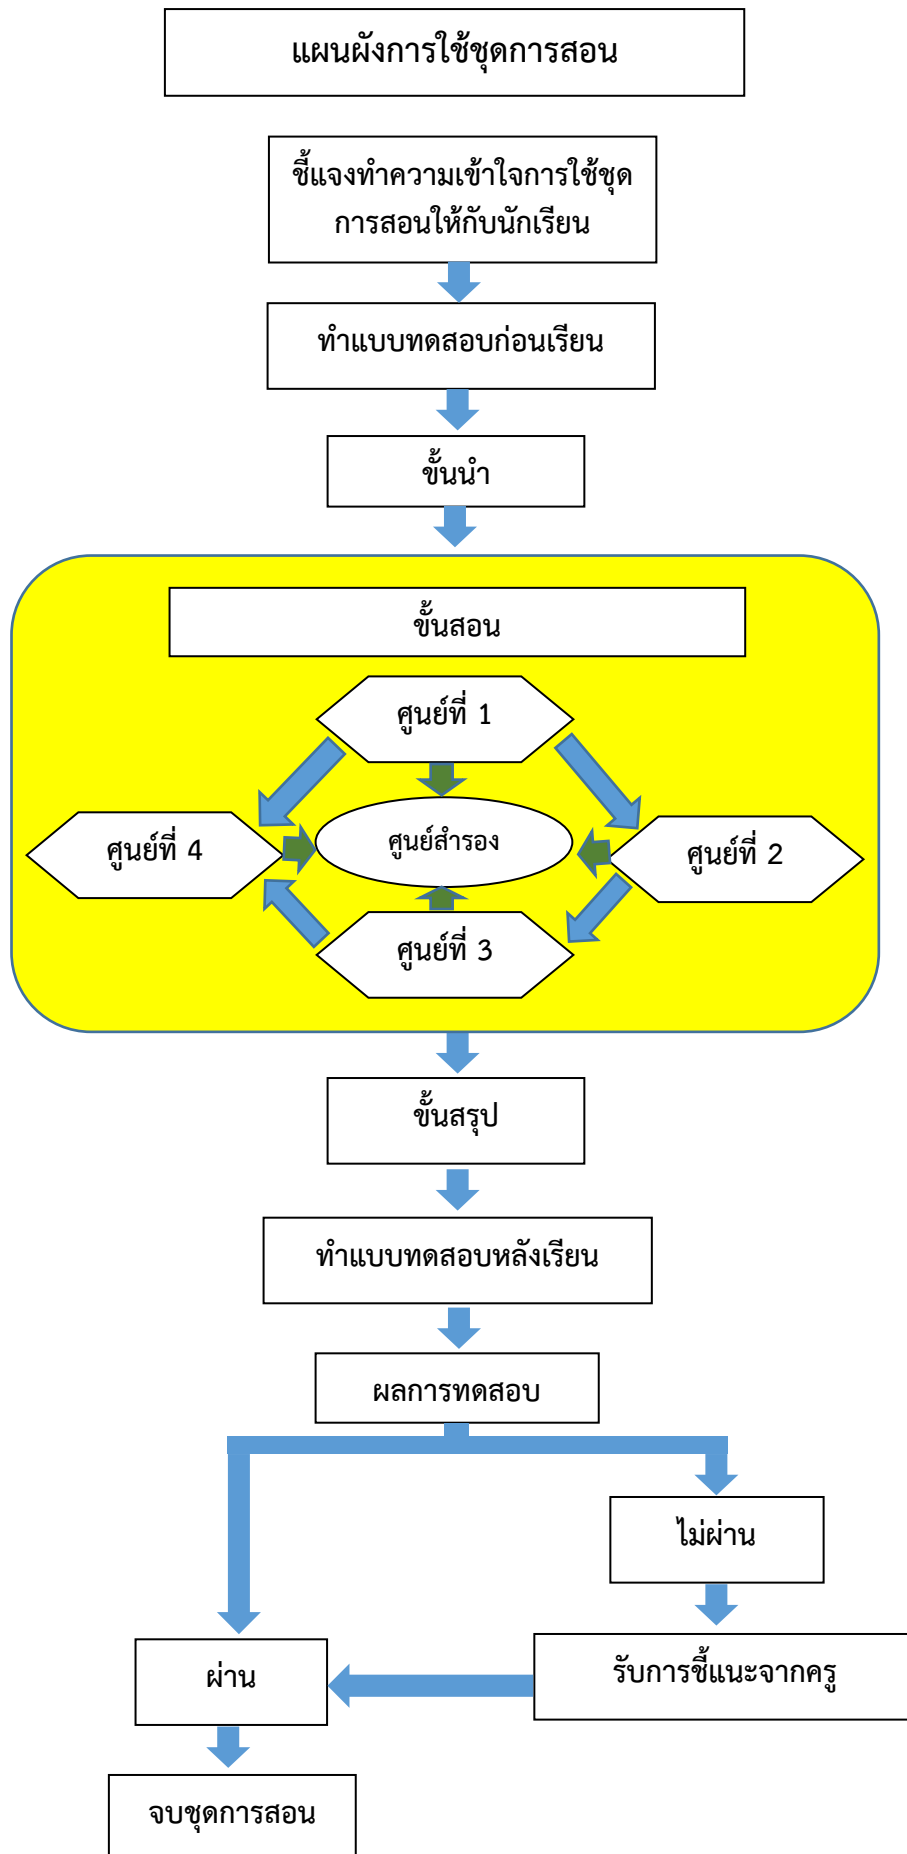 แผนผังการใช้ชุดการสอน
ชี้แจงทำความเข้าใจการใช้ชุด
การสอนให้กับนักเรียน
ทำแบบทดสอบก่อนเรียน
ขั้นนำ
ขั้นสอน
ศูนย์ที่ 1
ศูนย์ที่ 4
ศูนย์สำรอง
ศูนย์ที่ 2
ศูนย์ที่ 3
ขั้นสรุป
ทำแบบทดสอบหลังเรียน
ผลการทดสอบ
ไม่ผ่าน
ผ่าน
รับการชี้แนะจากครู
จบชุดการสอน